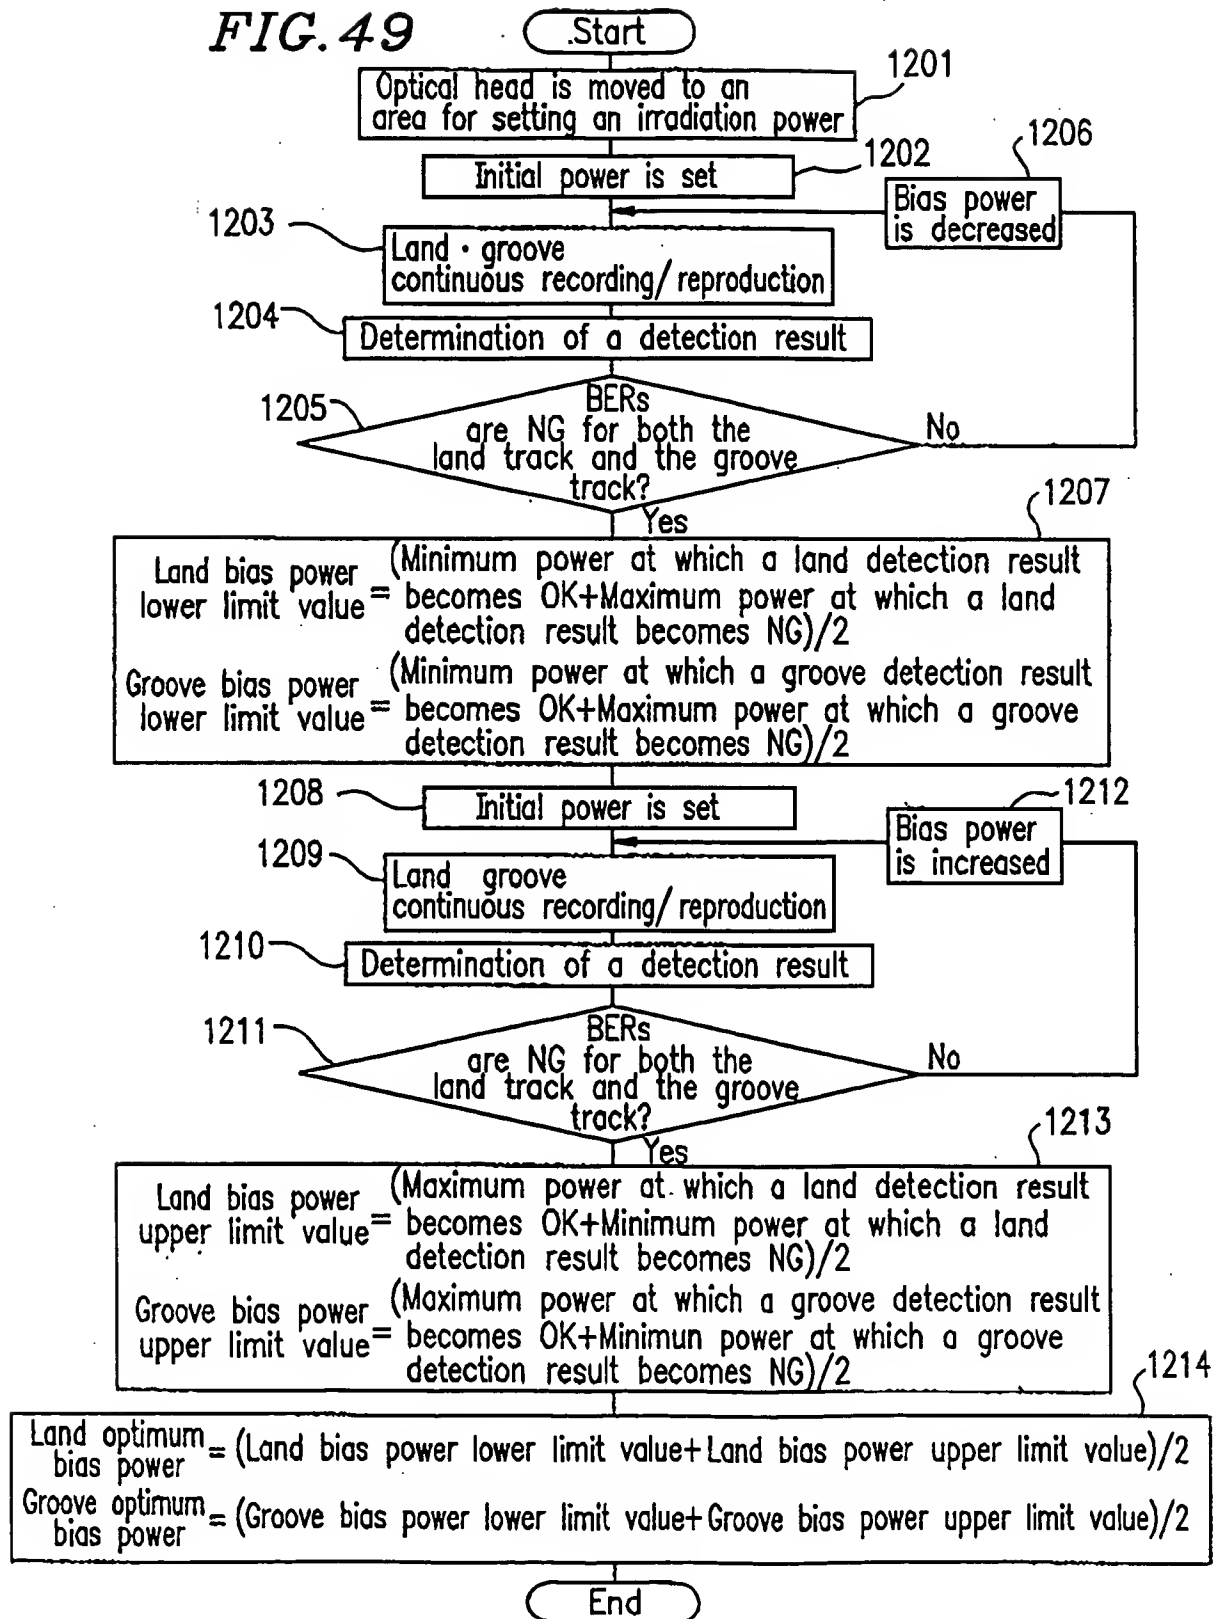 FIG. 49
Start
1201
Optical head is moved to an
area for setting an irradiation power
1202
Initial power is set
1206
Bias power
is decreased
1203
Land · groove
continuous recording/reproduction
1204
Determination of a detection result
1205
BERs
are NG for both the
land track and the groove
track?
No
Yes
1207
Land bias power
lower limit value
= (Minimum power at which a land detection result
becomes OK+Maximum power at which a land
detection result becomes NG)/2
Groove bias power
lower limit value
= (Minimum power at which a groove detection result
becomes OK+Maximum power at which a groove
detection result becomes NG)/2
1208
Initial power is set
1212
Bias power
is increased
1209
Land groove
continuous recording/reproduction
1210
Determination of a detection result
1211
BERs
are NG for both the
land track and the groove
track?
No
Yes
1213
Land bias power
upper limit value
= (Maximum power at which a land detection result
becomes OK+Minimum power at which a land
detection result becomes NG)/2
Groove bias power
upper limit value
= (Maximum power at which a groove detection result
becomes OK+Minimun power at which a groove
detection result becomes NG)/2
1214
Land optimum
bias power
= (Land bias power lower limit value+Land bias power upper limit value)/2
Groove optimum
bias power
= (Groove bias power lower limit value+Groove bias power upper limit value)/2
End